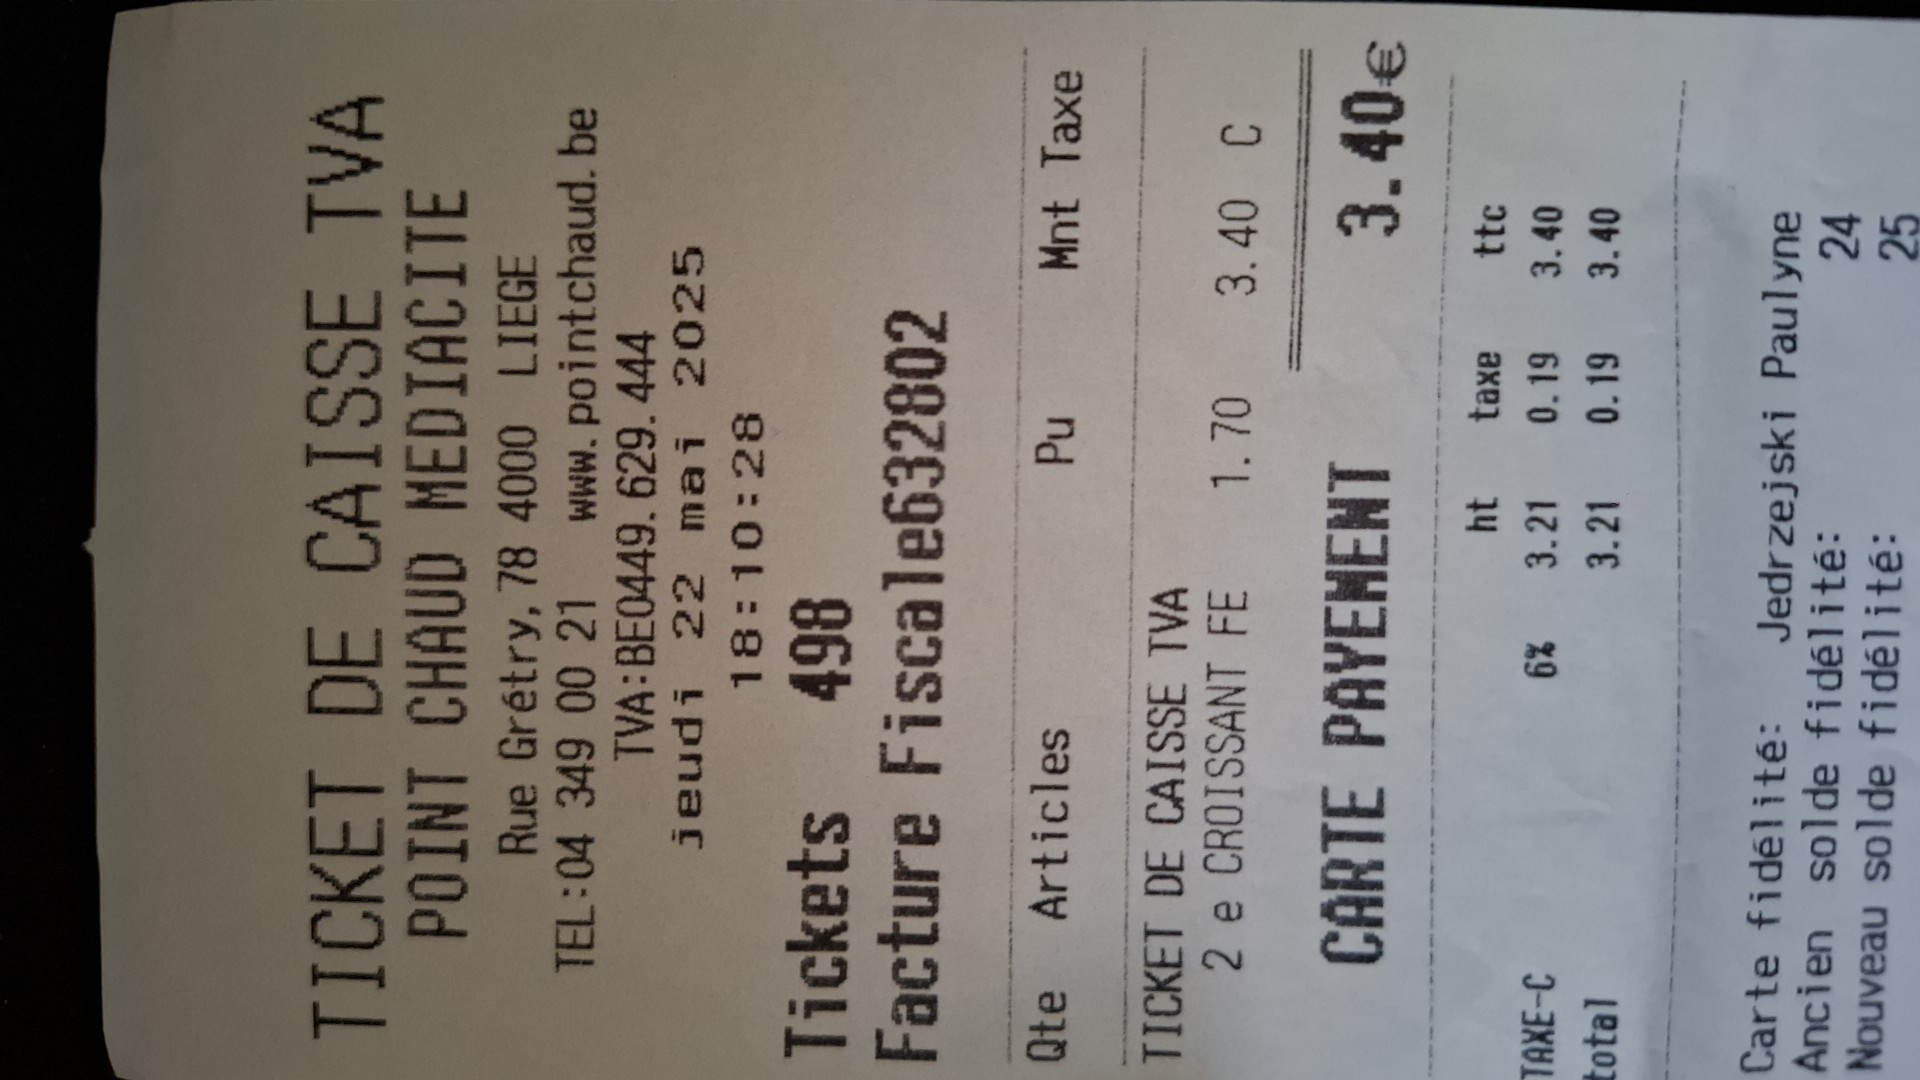 TICKET DE CAISSE TVA
POINT CHAUD MEDIACITE
Rue Grétry, 78 4000 LIEGE
TEL:04 349 00 21 www.pointchaud.be
TVA:BE0449.629.444
jeudi 22 mai 2025
18:10:28
Tickets 498
Facture Fiscale632802
Qte Articles Pu Mnt Taxe
TICKET DE CAISSE TVA
2 e CROISSANT FE 1.70 3.40 C
CARTE PAYEMENT 3.40€
ht taxe ttc
TAXE-C 6% 3.21 0.19 3.40
total 3.21 0.19 3.40
Carte fidélité: Jedrzejski Paulyne
Ancien solde fidélité: 24
Nouveau solde fidélité: 25